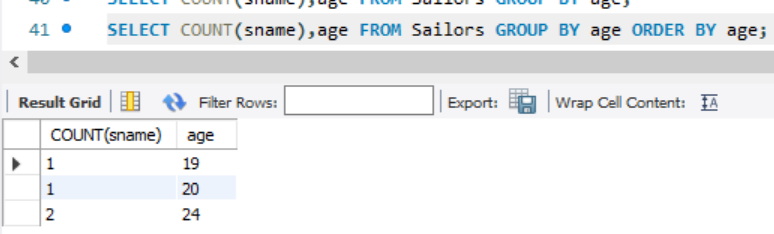 40 SELECT COUNT(sname),age FROM Sailors GROUP BY age;
41 SELECT COUNT(sname),age FROM Sailors GROUP BY age ORDER BY age;
Result Grid Filter Rows: Export: Wrap Cell Content: IA
COUNT(sname) age
1 19
1 20
2 24